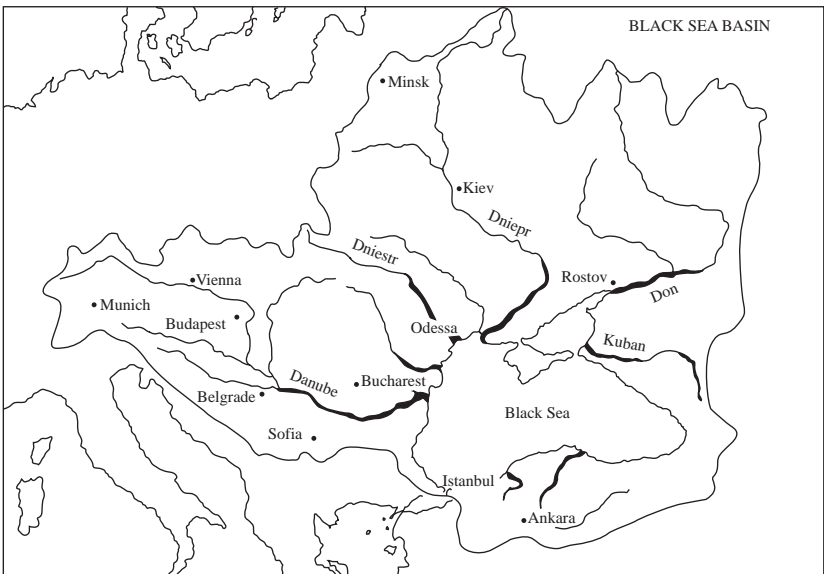 BLACK SEA BASIN
Minsk
Kiev
Dniepr
Dniestr
Rostov
Don
Vienna
Munich
Budapest
Odessa
Kuban
Danube
Bucharest
Belgrade
Black Sea
Sofia
Istanbul
Ankara